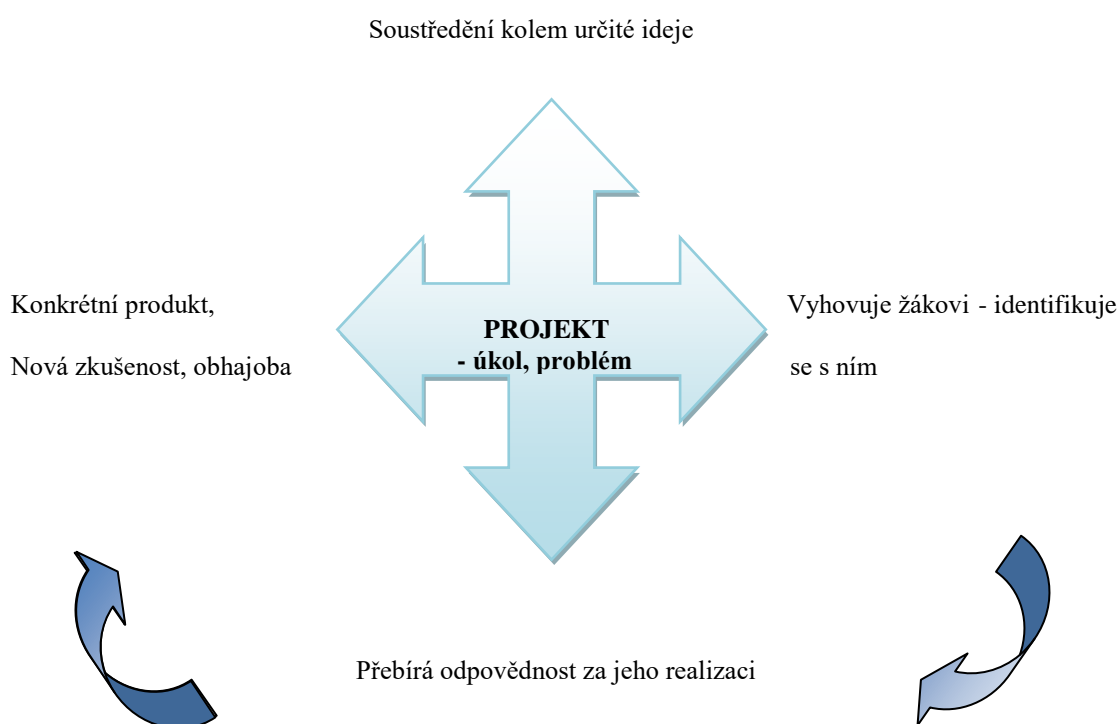 Soustředění kolem určité ideje
Konkrétní produkt,
Nová zkušenost, obhajoba
PROJEKT
- úkol, problém
Vyhovuje žákovi - identifikuje
se s ním
Přebírá odpovědnost za jeho realizaci